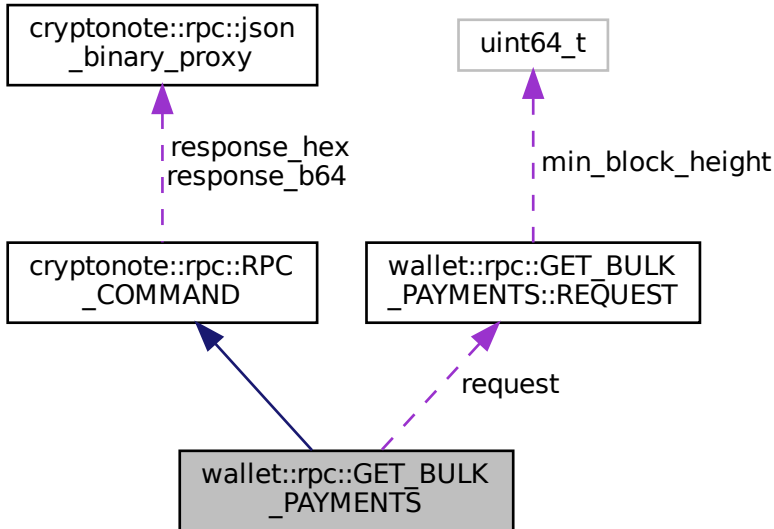 cryptonote::rpc::json
_binary_proxy
uint64_t
response_hex
response_b64
min_block_height
cryptonote::rpc::RPC
_COMMAND
wallet::rpc::GET_BULK
_PAYMENTS::REQUEST
request
wallet::rpc::GET_BULK
_PAYMENTS